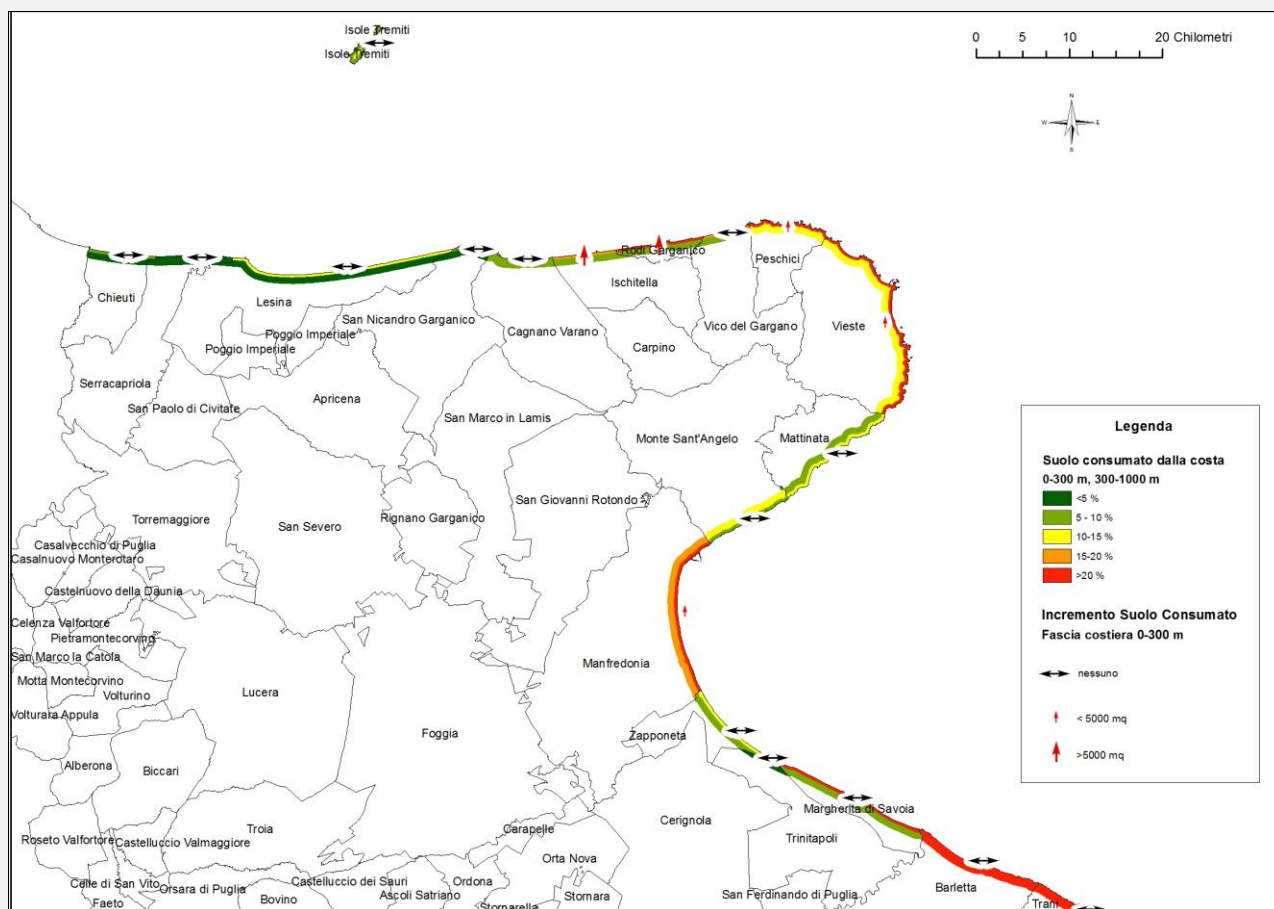 Isole Tremiti
Isole Tremiti
0 5 10 20 Chilometri
N
W E
S
Rodi Garganico
Peschici
Ischitella
Chieuti
Lesina
San Nicandro Garganico
Vico del Gargano
Vieste
Poggio Imperiale
Cagnano Varano
Poggio Imperiale
Carpino
Serracapriola
San Paolo di Civitate
Apricena
San Marco in Lamis
Monte Sant'Angelo
Mattinata
San Giovanni Rotondo
Torremaggiore
San Severo
Rignano Garganico
Casalvecchio di Puglia
Casalnuovo Monterotaro
Castelnuovo della Daunia
Celenza Valfortore
Pietramontecorvino
San Marco la Catola
Manfredonia
Motta Montecorvino
Volturino
Lucera
Volturara Appula
Foggia
Zapponeta
Alberona
Biccari
Margherita di Savoia
Cerignola
Troia
Carapelle
Trinitapoli
Roseto Valfortore
Castelluccio Valmaggiore
Orta Nova
Celle di San Vito
Castelluccio dei Sauri
Ordona
Barletta
Orsara di Puglia
Ascoli Satriano
Stornara
San Ferdinando di Puglia
Faeto
Bovino
Stornarella
Trani
Legenda
Suolo consumato dalla costa
0-300 m, 300-1000 m
<5 %
5 - 10 %
10-15 %
15-20 %
>20 %
Incremento Suolo Consumato
Fascia costiera 0-300 m
nessuno
< 5000 mq
>5000 mq